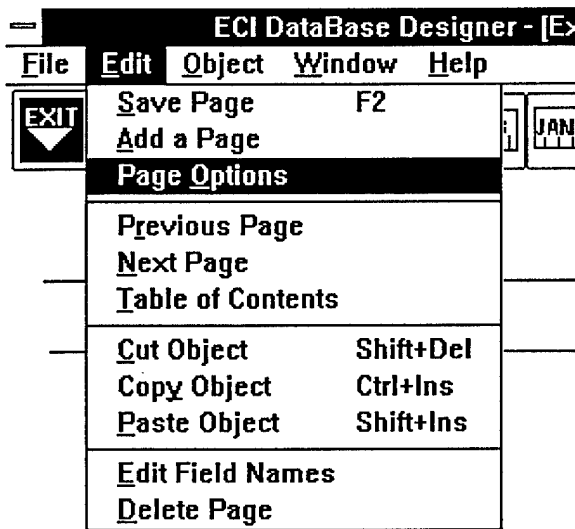 ECI DataBase Designer - [Ex
File Edit Object Window Help
EXIT
JAN
Save Page F2
Add a Page
Page Options
Previous Page
Next Page
Table of Contents
Cut Object Shift+Del
Copy Object Ctrl+Ins
Paste Object Shift+Ins
Edit Field Names
Delete Page